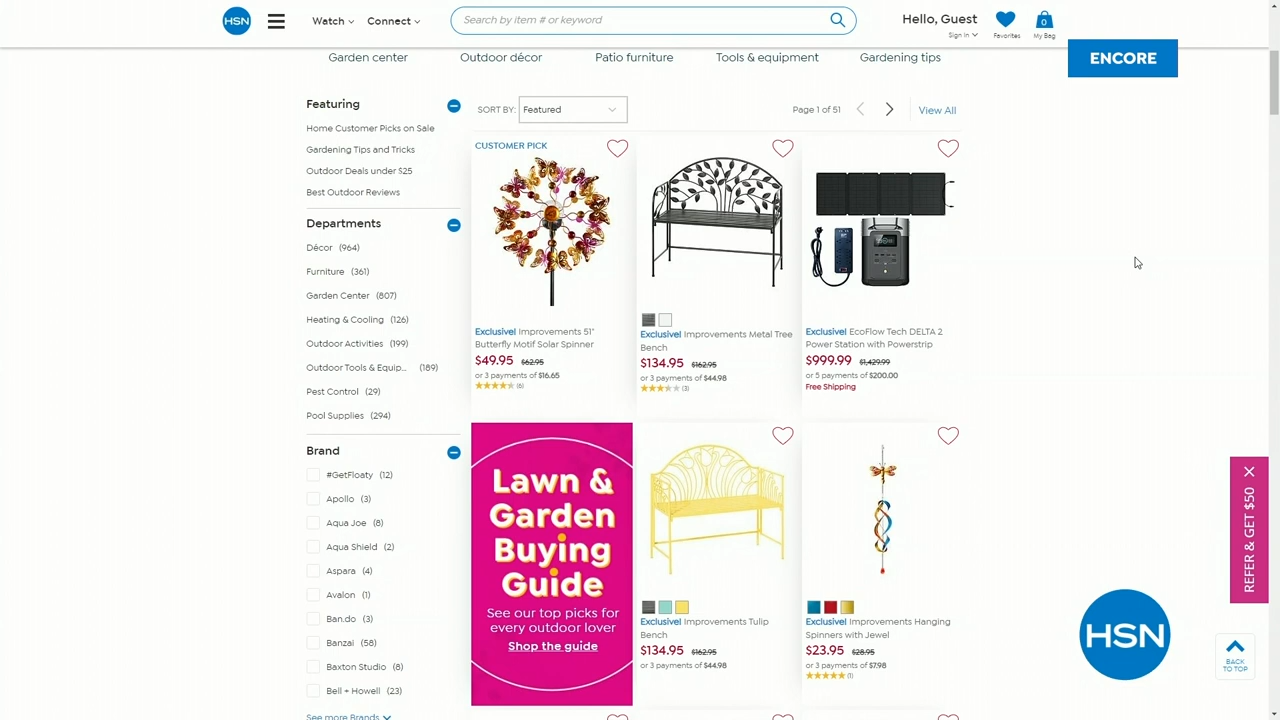 HSN
Watch
Connect
Search by item # or keyword
Hello, Guest
Sign In
Favorites
0
My Bag
ENCORE
Garden center
Outdoor décor
Patio furniture
Tools & equipment
Gardening tips
Featuring
Home Customer Picks on Sale
Gardening Tips and Tricks
Outdoor Deals under $25
Best Outdoor Reviews
Departments
Décor (964)
Furniture (361)
Garden Center (807)
Heating & Cooling (126)
Outdoor Activities (199)
Outdoor Tools & Equip... (189)
Pest Control (29)
Pool Supplies (294)
Brand
#GetFloaty (12)
Apollo (3)
Aqua Joe (8)
Aqua Shield (2)
Aspara (4)
Avalon (1)
Ban.do (3)
Banzai (58)
Baxton Studio (8)
Bell + Howell (23)
See more Brands
SORT BY: Featured
Page 1 of 51
View All
CUSTOMER PICK
Exclusive! Improvements 51"
Butterfly Motif Solar Spinner
$49.95 $62.95
or 3 payments of $16.65
(6)
Exclusive! Improvements Metal Tree
Bench
$134.95 $162.95
or 3 payments of $44.98
(3)
Exclusive! EcoFlow Tech DELTA 2
Power Station with Powerstrip
$999.99 $1,429.99
or 5 payments of $200.00
Free Shipping
Lawn &
Garden
Buying
Guide
See our top picks for
every outdoor lover
Shop the guide
Exclusive! Improvements Tulip
Bench
$134.95 $162.95
or 3 payments of $44.98
Exclusive! Improvements Hanging
Spinners with Jewel
$23.95 $28.95
or 3 payments of $7.98
(1)
REFER & GET $50
HSN
BACK
TO TOP